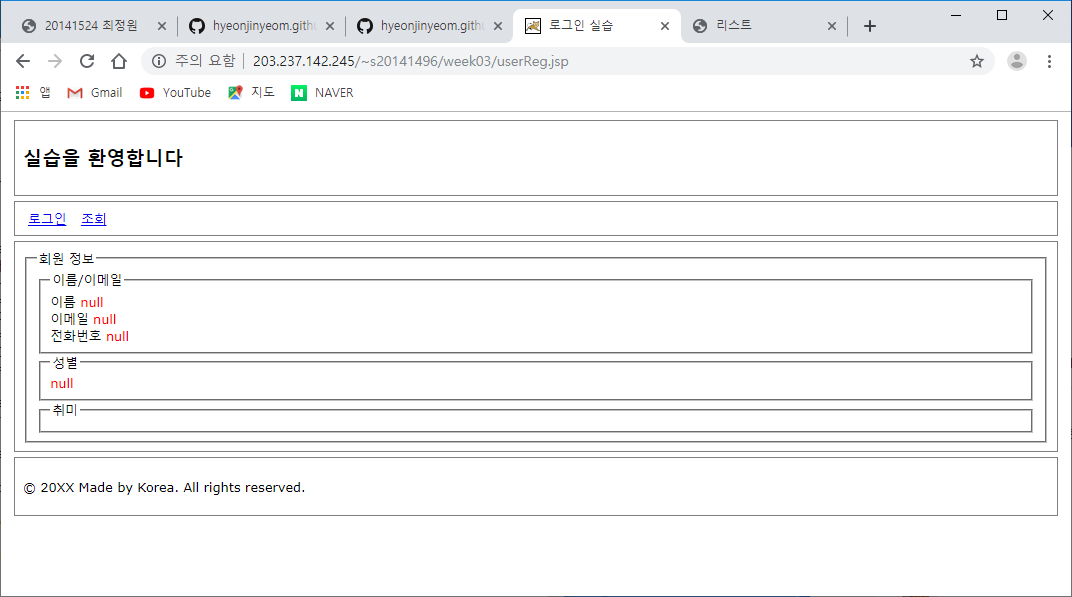 20141524 최정원
hyeonjinyeom.githu
hyeonjinyeom.githu
로그인 실습
리스트
주의 요함 203.237.142.245/~s20141496/week03/userReg.jsp
앱 Gmail YouTube 지도 NAVER
실습을 환영합니다
로그인 조회
회원 정보
이름/이메일
이름 null
이메일 null
전화번호 null
성별
null
취미
© 20XX Made by Korea. All rights reserved.